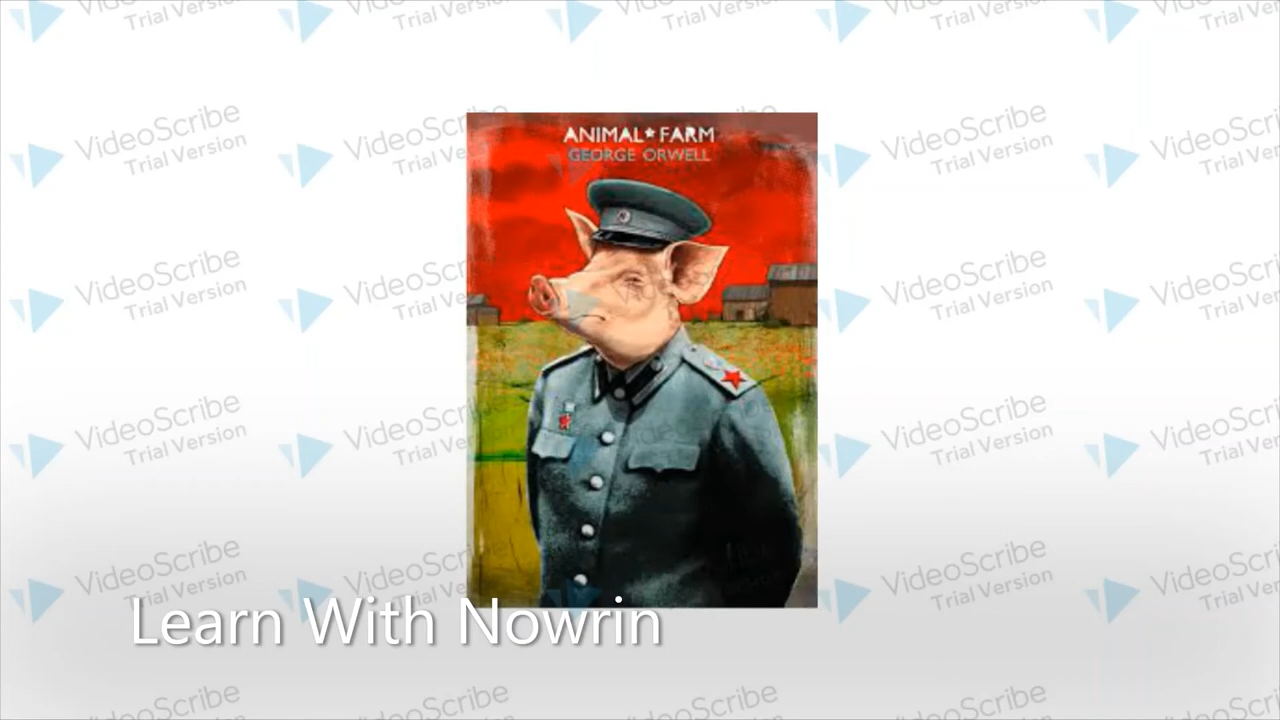 VideoScribe
Trial Version
ANIMAL★FARM
GEORGE ORWELL
Learn With Nowrin